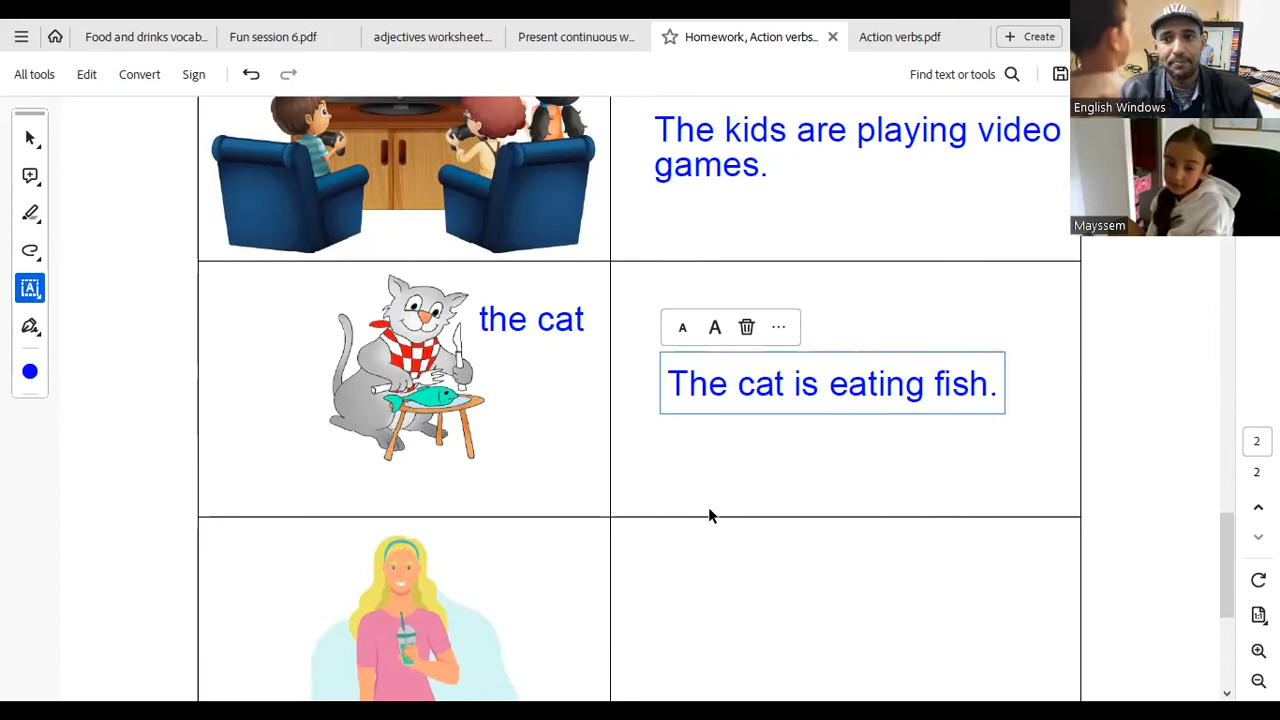 Food and drinks vocab...
Fun session 6.pdf
adjectives worksheet...
Present continuous w...
Homework, Action verbs...
Action verbs.pdf
Create
All tools
Edit
Convert
Sign
Find text or tools
English Windows
Mayssem
The kids are playing video
games.
the cat
A A ...
The cat is eating fish.
2
2
1:1